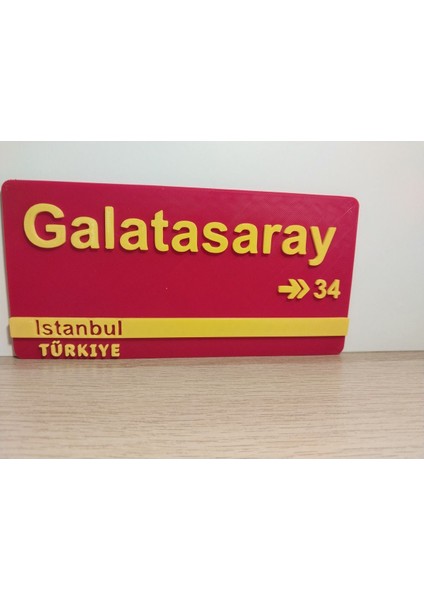 Galatasaray
34
Istanbul
TÜRKIYE